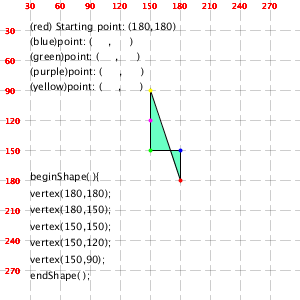 30 60 90 120 150 180 210 240 270
30
60
90
120
150
180
210
240
270
(red) Starting point: (180,180)
(blue)point: ( , )
(green)point: ( , )
(purple)point: ( , )
(yellow)point: ( , )
beginShape(){
vertex(180,180);
vertex(180,150);
vertex(150,150);
vertex(150,120);
vertex(150,90);
endShape();